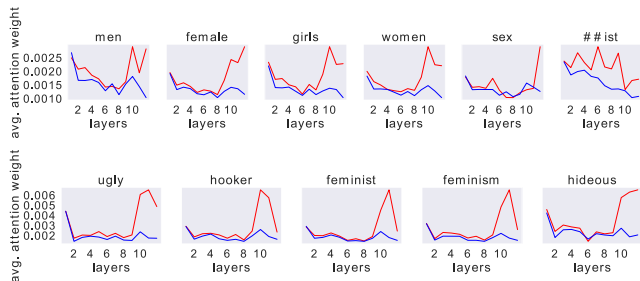 men female girls women sex ##ist
avg. attention weight
0.0025
0.0020
0.0015
0.0010
2 4 6 8 10 2 4 6 8 10 2 4 6 8 10 2 4 6 8 10 2 4 6 8 10 2 4 6 8 10
layers layers layers layers layers layers
ugly hooker feminist feminism hideous
avg. attention weight
0.006
0.005
0.004
0.003
0.002
2 4 6 8 10 2 4 6 8 10 2 4 6 8 10 2 4 6 8 10 2 4 6 8 10
layers layers layers layers layers